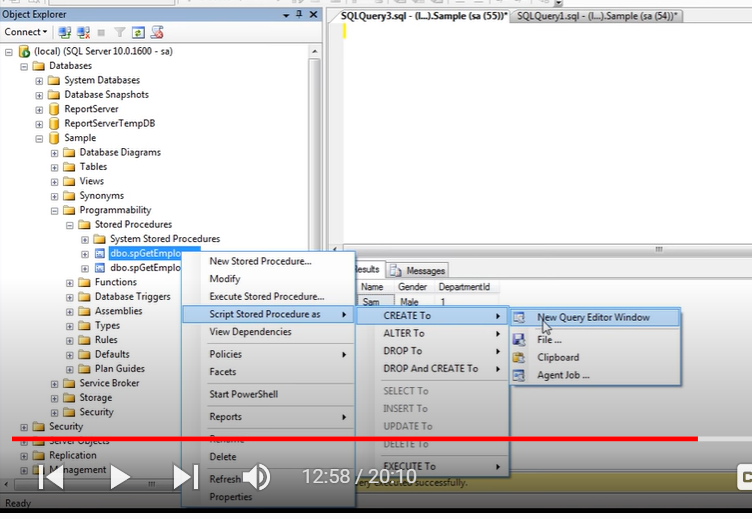 Object Explorer
Connect
(local) (SQL Server 10.0.1600 - sa)
Databases
System Databases
Database Snapshots
ReportServer
ReportServerTempDB
Sample
Database Diagrams
Tables
Views
Synonyms
Programmability
Stored Procedures
System Stored Procedures
dbo.spGetEmplo
dbo.spGetEmplo
Functions
Database Triggers
Assemblies
Types
Rules
Defaults
Plan Guides
Service Broker
Storage
Security
Security
Server Objects
Replication
Management
Ready
SQLQuery3.sql - (l...).Sample (sa (55))*
SQLQuery1.sql - (l...).Sample (sa (54))*
esults
Messages
Name Gender DepartmentId
Sam Male 1
New Stored Procedure...
Modify
Execute Stored Procedure...
Script Stored Procedure as
View Dependencies
Policies
Facets
Start PowerShell
Reports
Rename
Delete
Refresh
Properties
CREATE To
ALTER To
DROP To
DROP And CREATE To
SELECT To
INSERT To
UPDATE To
DELETE To
EXECUTE To
New Query Editor Window
File ...
Clipboard
Agent Job ...
ery executed successfully.
12:58 / 20:10